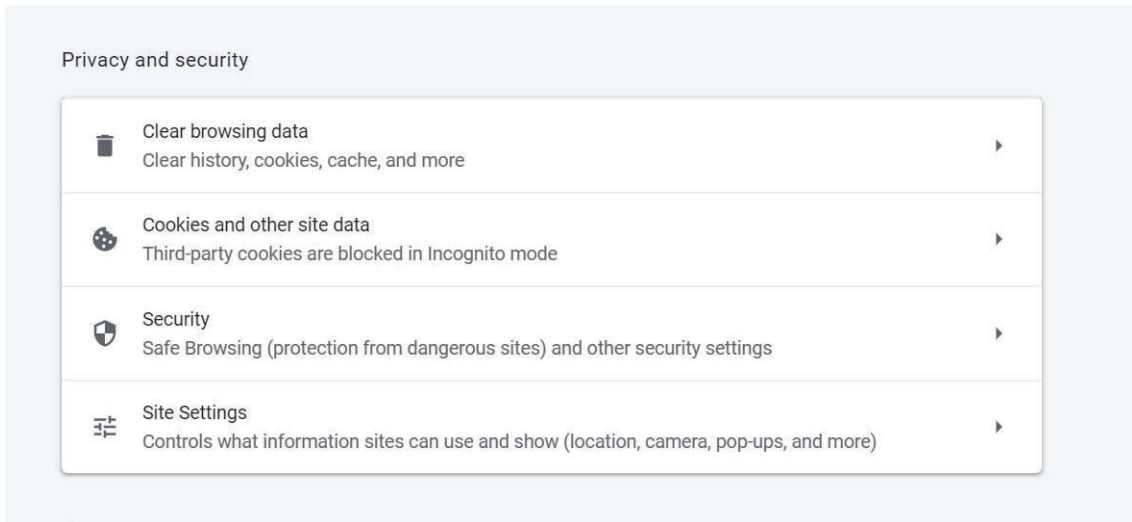 Privacy and security
Clear browsing data
Clear history, cookies, cache, and more
Cookies and other site data
Third-party cookies are blocked in Incognito mode
Security
Safe Browsing (protection from dangerous sites) and other security settings
Site Settings
Controls what information sites can use and show (location, camera, pop-ups, and more)